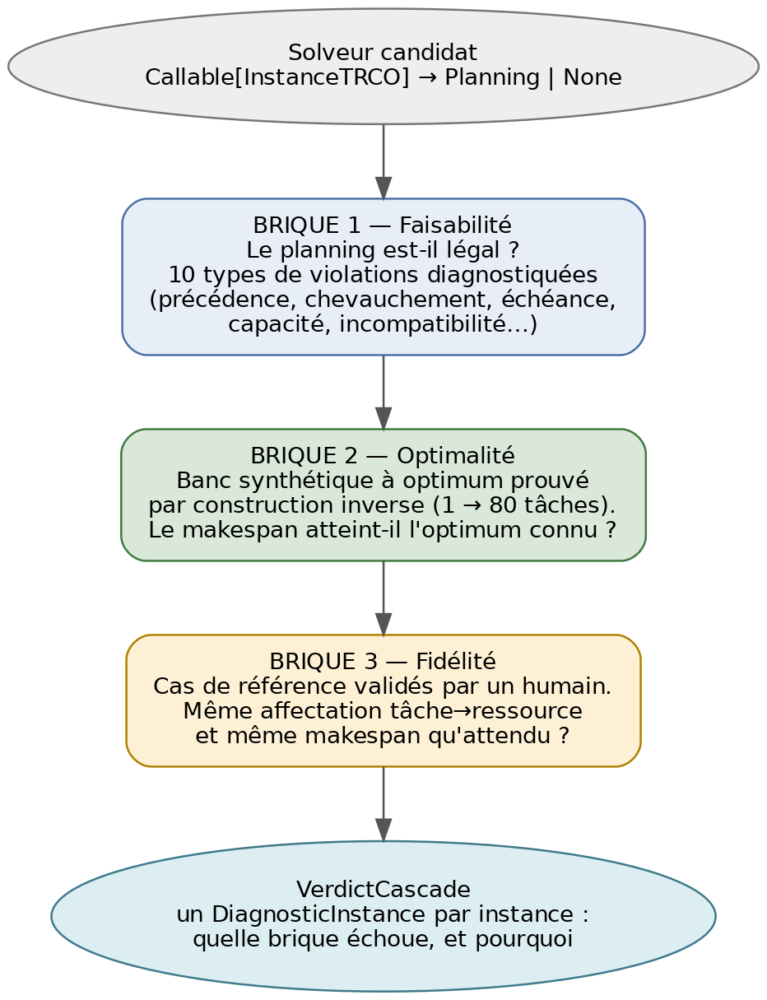 Solveur candidat
Callable[InstanceTRCO] → Planning | None
BRIQUE 1 — Faisabilité
Le planning est-il légal ?
10 types de violations diagnostiquées
(précédence, chevauchement, échéance,
capacité, incompatibilité…)
BRIQUE 2 — Optimalité
Banc synthétique à optimum prouvé
par construction inverse (1 → 80 tâches).
Le makespan atteint-il l'optimum connu ?
BRIQUE 3 — Fidélité
Cas de référence validés par un humain.
Même affectation tâche→ressource
et même makespan qu'attendu ?
VerdictCascade
un DiagnosticInstance par instance :
quelle brique échoue, et pourquoi